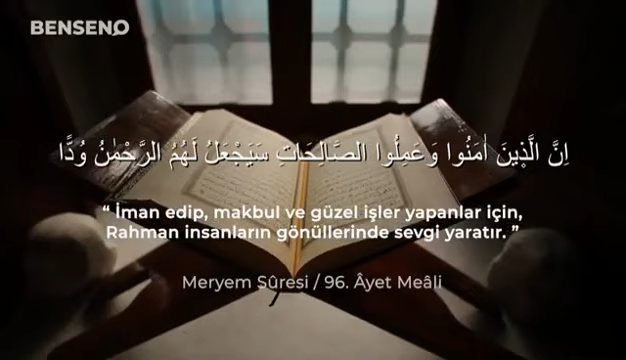 BENSENO
اِنَّ الَّذ۪ينَ اٰمَنُوا وَعَمِلُوا الصَّالِحَاتِ سَيَجْعَلُ لَهُمُ الرَّحْمٰنُ وُدًّا
“ İman edip, makbul ve güzel işler yapanlar için,
Rahman insanların gönüllerinde sevgi yaratır. ”
Meryem Sûresi / 96. Âyet Meâli